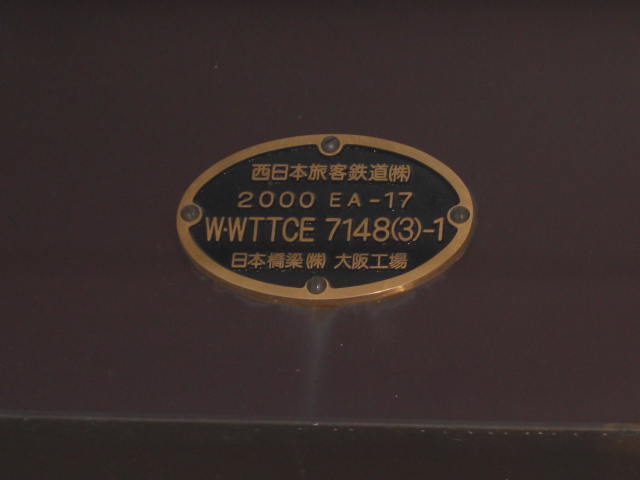 西日本旅客鉄道㈱
2000 EA-17
W-WTTCE 7148(3)-1
日本橋梁㈱ 大阪工場